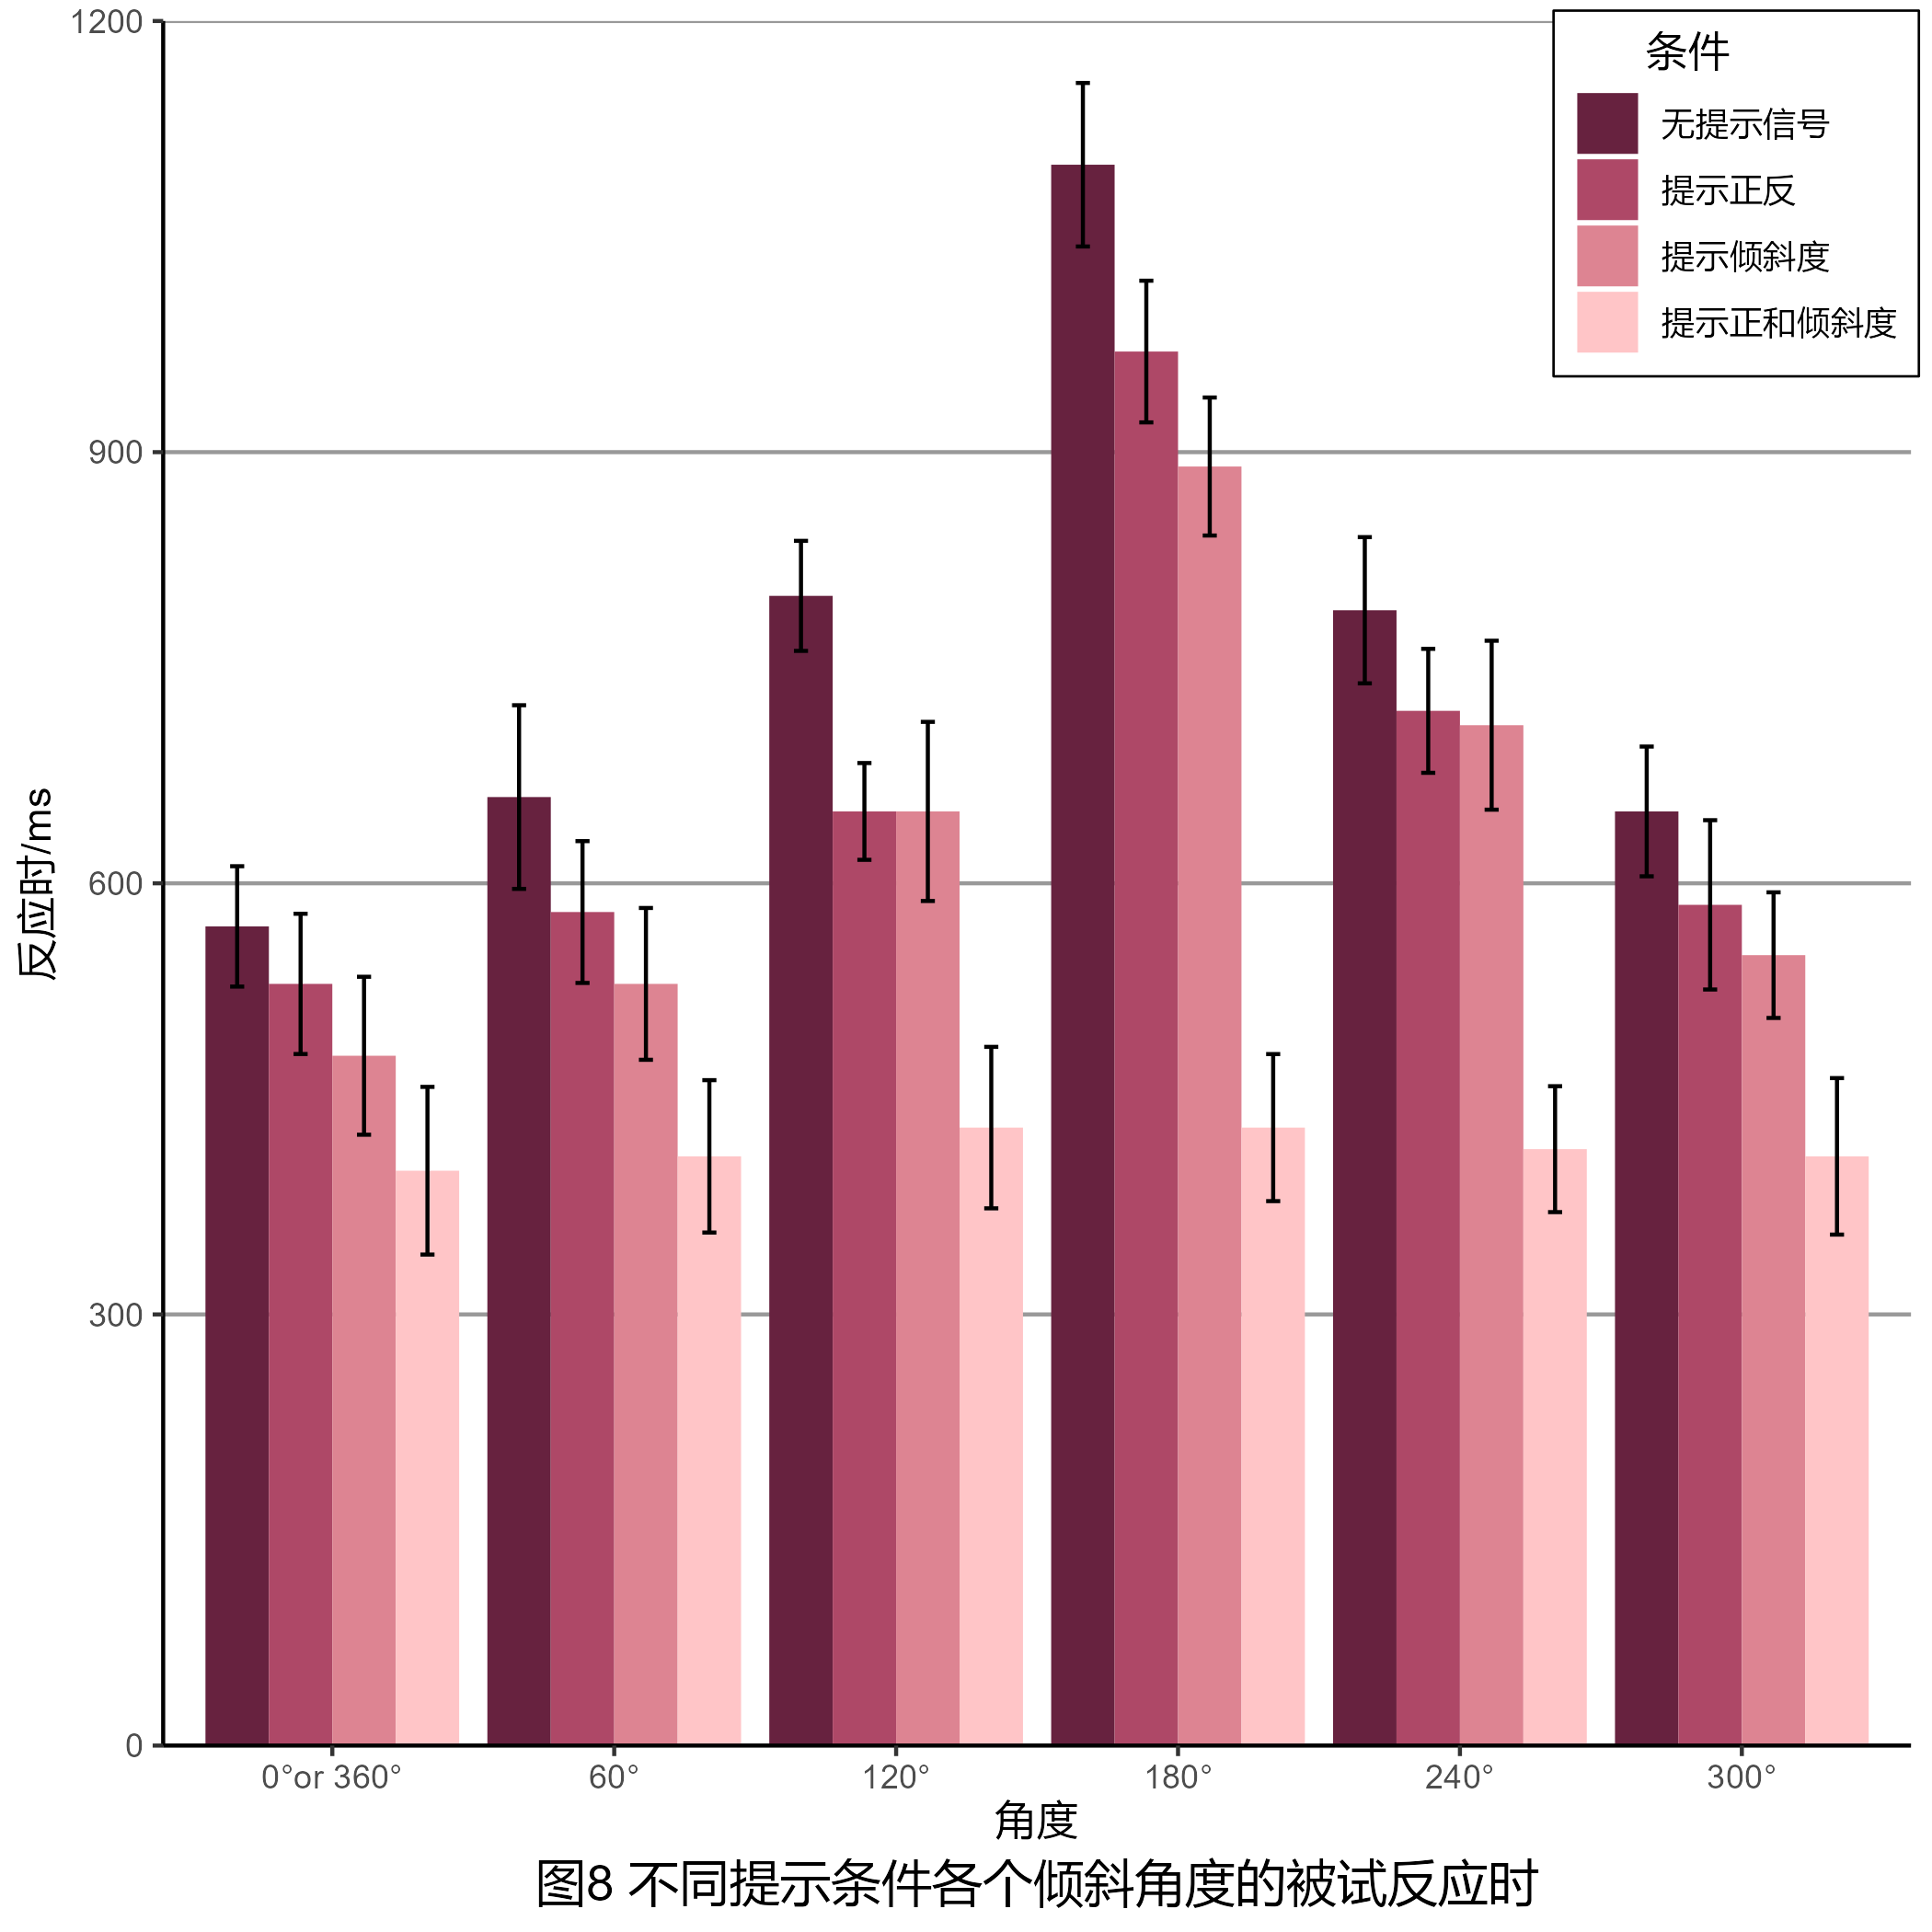 1200
900
600
300
0
反应时/ms
条件
无提示信号
提示正反
提示倾斜度
提示正和倾斜度
0°or 360°
60°
120°
180°
240°
300°
角度
图8 不同提示条件各个倾斜角度的被试反应时